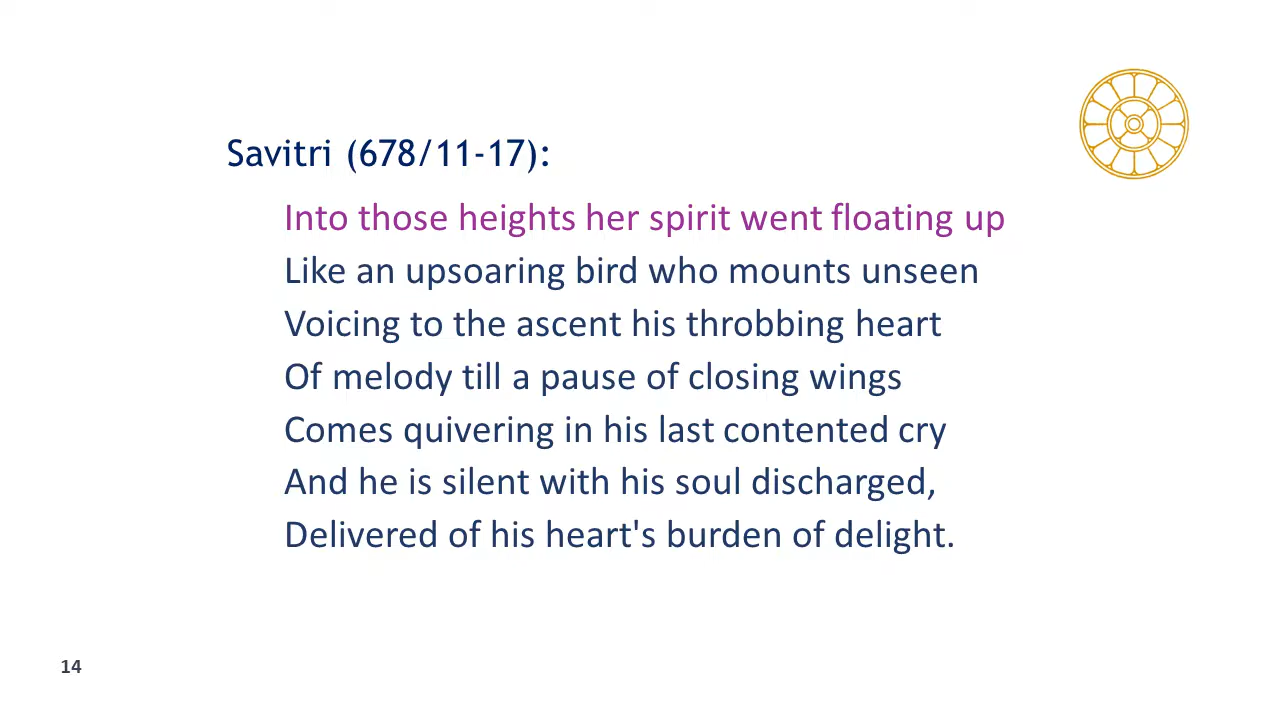 Savitri (678/11-17):
Into those heights her spirit went floating up
Like an upsoaring bird who mounts unseen
Voicing to the ascent his throbbing heart
Of melody till a pause of closing wings
Comes quivering in his last contented cry
And he is silent with his soul discharged,
Delivered of his heart's burden of delight.
14